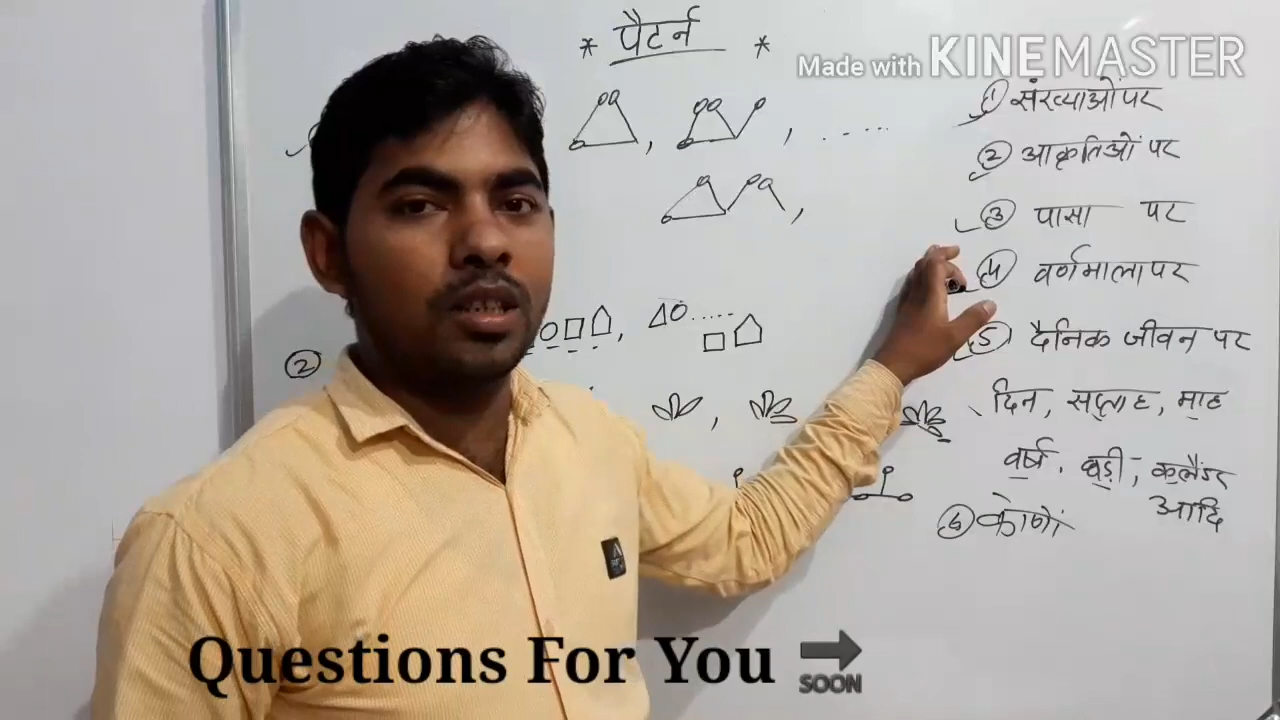 * पैटर्न *
Made with KINEMASTER
① संख्याओं पर
② आकृतिओं पर
③ पासा पर
④ वर्णमाला पर
⑤ दैनिक जीवन पर
दिन, सप्ताह, माह
वर्ष, घड़ी, कलैंडर
आदि
⑥ कोणों
②
Questions For You
SOON